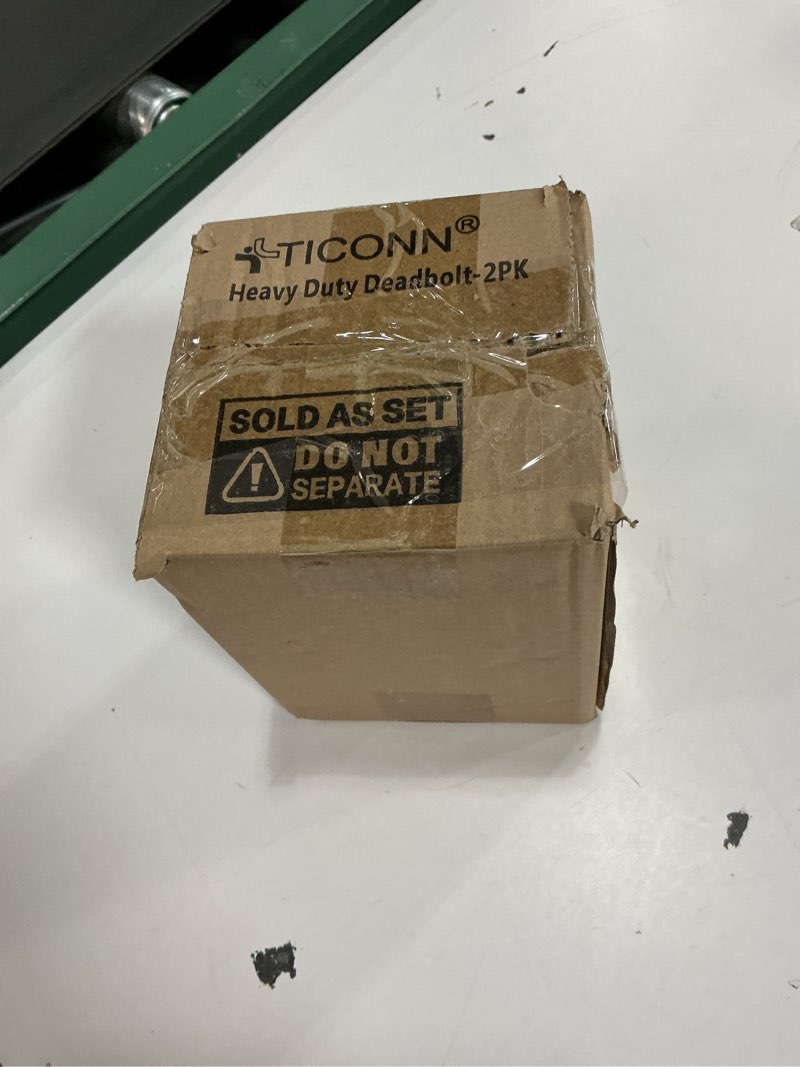 TICONN®
Heavy Duty Deadbolt-2PK
SOLD AS SET
DO NOT
SEPARATE